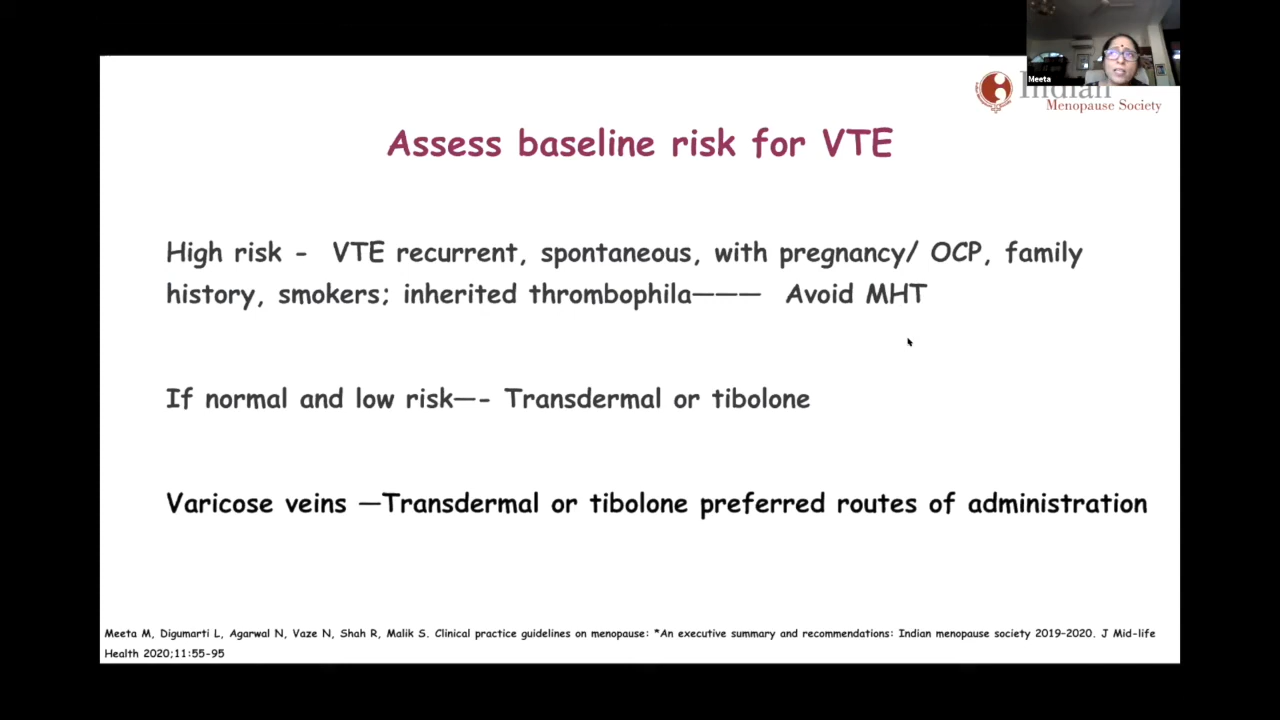 Meeta
Indian
Menopause Society
Assess baseline risk for VTE
High risk - VTE recurrent, spontaneous, with pregnancy/ OCP, family
history, smokers; inherited thrombophila——— Avoid MHT
If normal and low risk—- Transdermal or tibolone
Varicose veins —Transdermal or tibolone preferred routes of administration
Meeta M, Digumarti L, Agarwal N, Vaze N, Shah R, Malik S. Clinical practice guidelines on menopause: *An executive summary and recommendations: Indian menopause society 2019-2020. J Mid-life
Health 2020;11:55-95